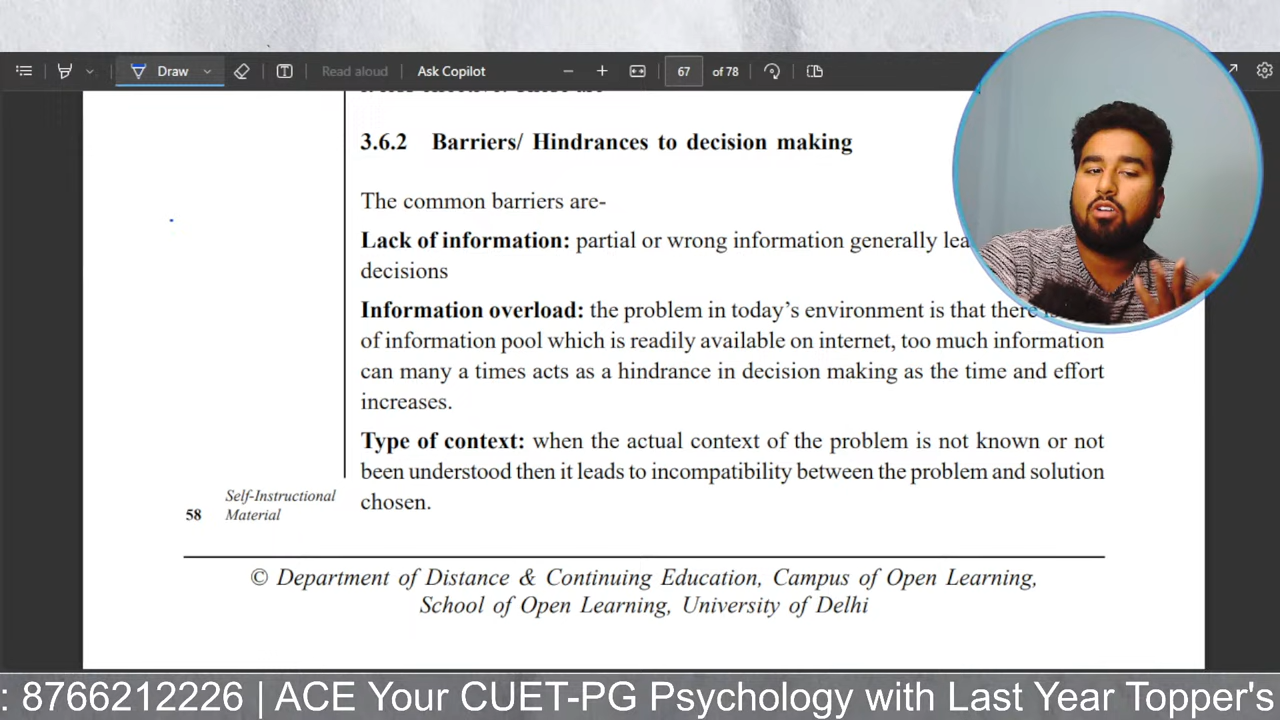 Draw
Read aloud
Ask Copilot
67
of 78
3.6.2 Barriers/ Hindrances to decision making
The common barriers are-
Lack of information: partial or wrong information generally
decisions
Information overload: the problem in today's environment is that
of information pool which is readily available on internet, too much information
can many a times acts as a hindrance in decision making as the time and effort
increases.
Type of context: when the actual context of the problem is not known or not
been understood then it leads to incompatibility between the problem and solution
chosen.
Self-Instructional
58 Material
© Department of Distance & Continuing Education, Campus of Open Learning,
School of Open Learning, University of Delhi
: 8766212226 | ACE Your CUET-PG Psychology with Last Year Topper's